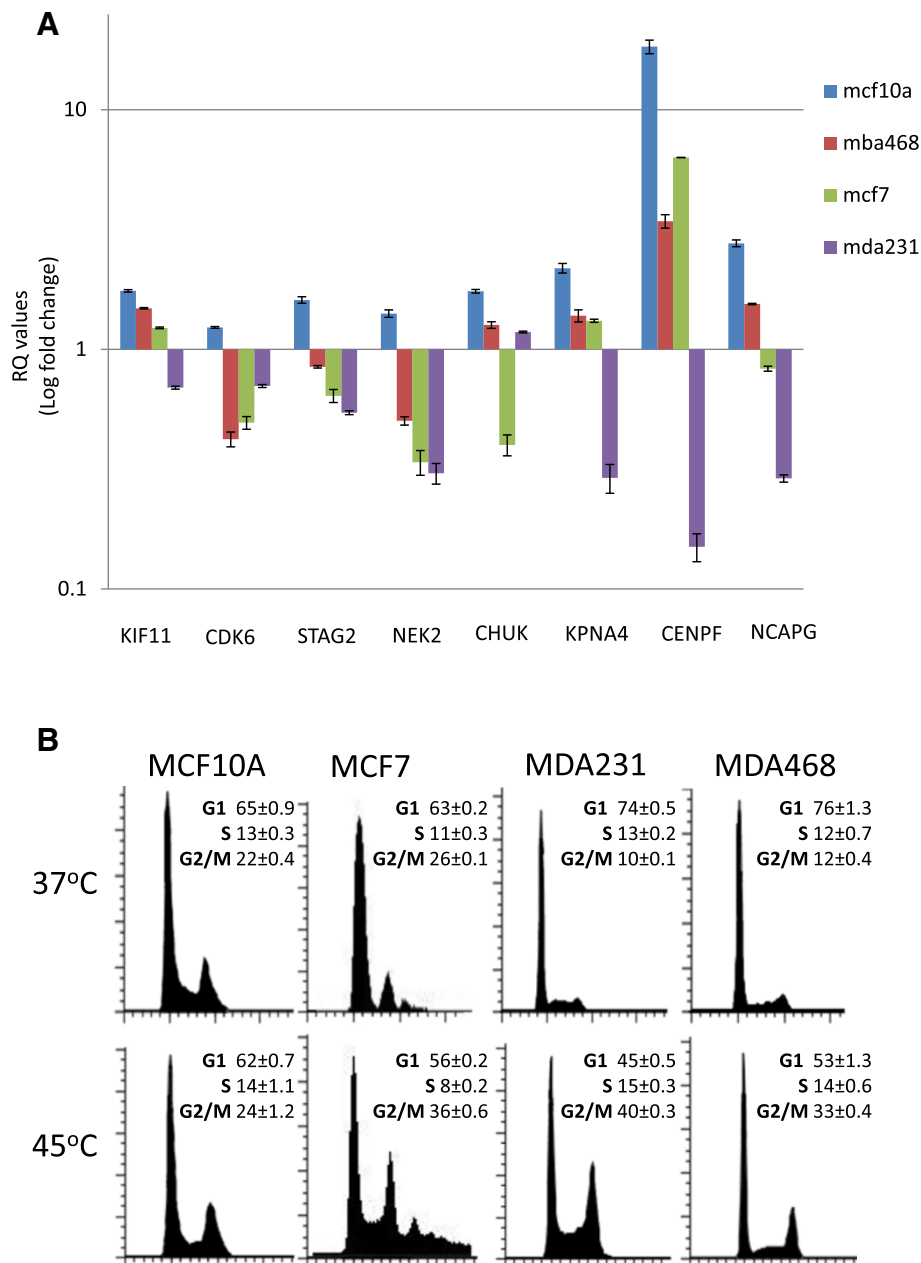 A
RQ values
(Log fold change)
10
1
0.1
mcf10a
mba468
mcf7
mda231
KIF11 CDK6 STAG2 NEK2 CHUK KPNA4 CENPF NCAPG
B
MCF10A MCF7 MDA231 MDA468
37°C
G1 65±0.9
S 13±0.3
G2/M 22±0.4
G1 63±0.2
S 11±0.3
G2/M 26±0.1
G1 74±0.5
S 13±0.2
G2/M 10±0.1
G1 76±1.3
S 12±0.7
G2/M 12±0.4
45°C
G1 62±0.7
S 14±1.1
G2/M 24±1.2
G1 56±0.2
S 8±0.2
G2/M 36±0.6
G1 45±0.5
S 15±0.3
G2/M 40±0.3
G1 53±1.3
S 14±0.6
G2/M 33±0.4